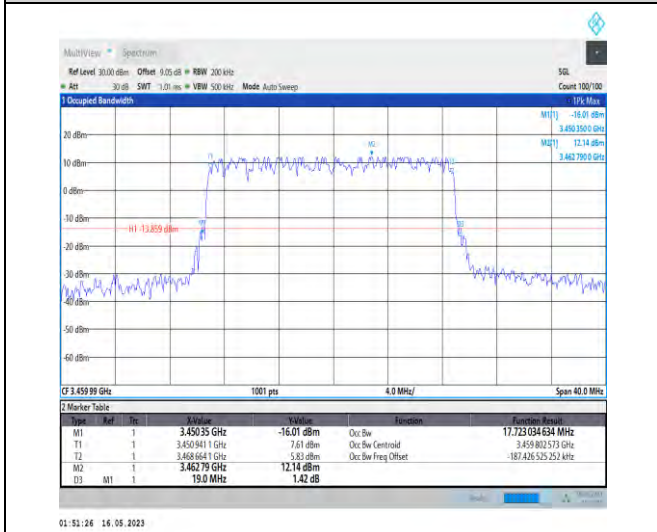 MultiView Spectrum
Ref Level 30.00 dBm Offset 9.05 dB RBW 200 kHz SGL
Att 30 dB SWT 1.01 ms VBW 500 kHz Mode Auto Sweep Count 100/100
1 Occupied Bandwidth 1Pk Max
M1[1] -16.01 dBm
3.450 350 0 GHz
M2[1] 12.14 dBm
3.462 790 0 GHz
20 dBm
M2
10 dBm
0 dBm
-10 dBm
H1 -13.859 dBm
-20 dBm
-30 dBm
-40 dBm
-50 dBm
-60 dBm
CF 3.459 99 GHz 1001 pts 4.0 MHz/ Span 40.0 MHz
2 Marker Table
Type Ref Trc X-Value Y-Value Function Function Result
M1 1 3.450 35 GHz -16.01 dBm Occ Bw 17.723 034 634 MHz
T1 1 3.450 941 1 GHz 7.61 dBm Occ Bw Centroid 3.459 802 573 GHz
T2 1 3.468 664 1 GHz 5.83 dBm Occ Bw Freq Offset -187.426 525 252 kHz
M2 1 3.462 79 GHz 12.14 dBm
D3 M1 1 19.0 MHz 1.42 dB
01:51:26 16.05.2023